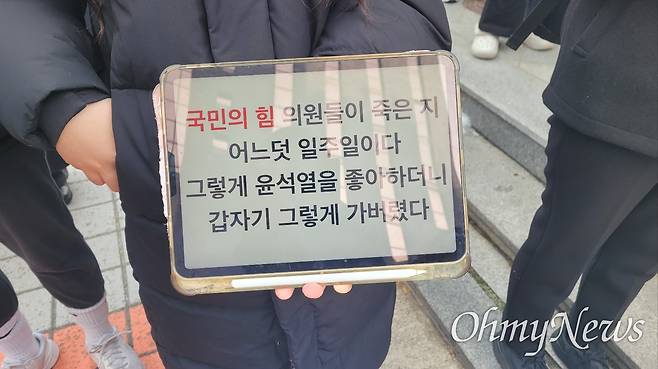 국민의 힘 의원들이 죽은 지
어느덧 일주일이다
그렇게 윤석열을 좋아하더니
갑자기 그렇게 가버렸다
OhmyNews